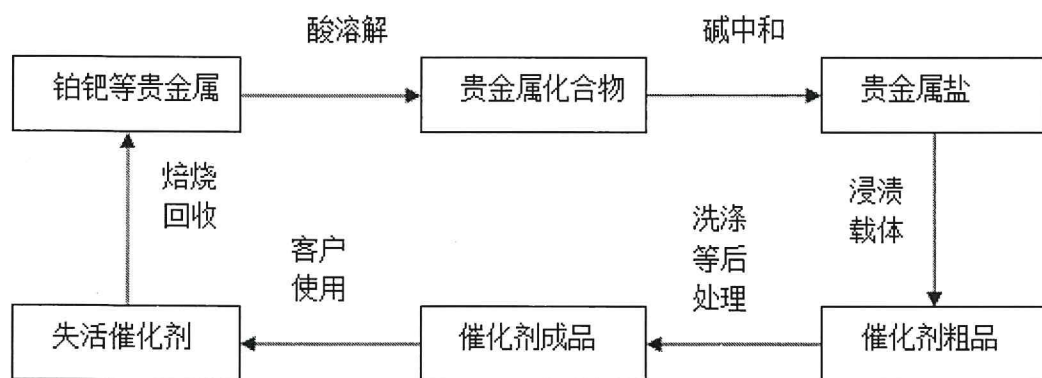 酸溶解
碱中和
铂钯等贵金属
贵金属化合物
贵金属盐
焙烧
回收
客户
使用
洗涤
等后
处理
浸渍
载体
失活催化剂
催化剂成品
催化剂粗品